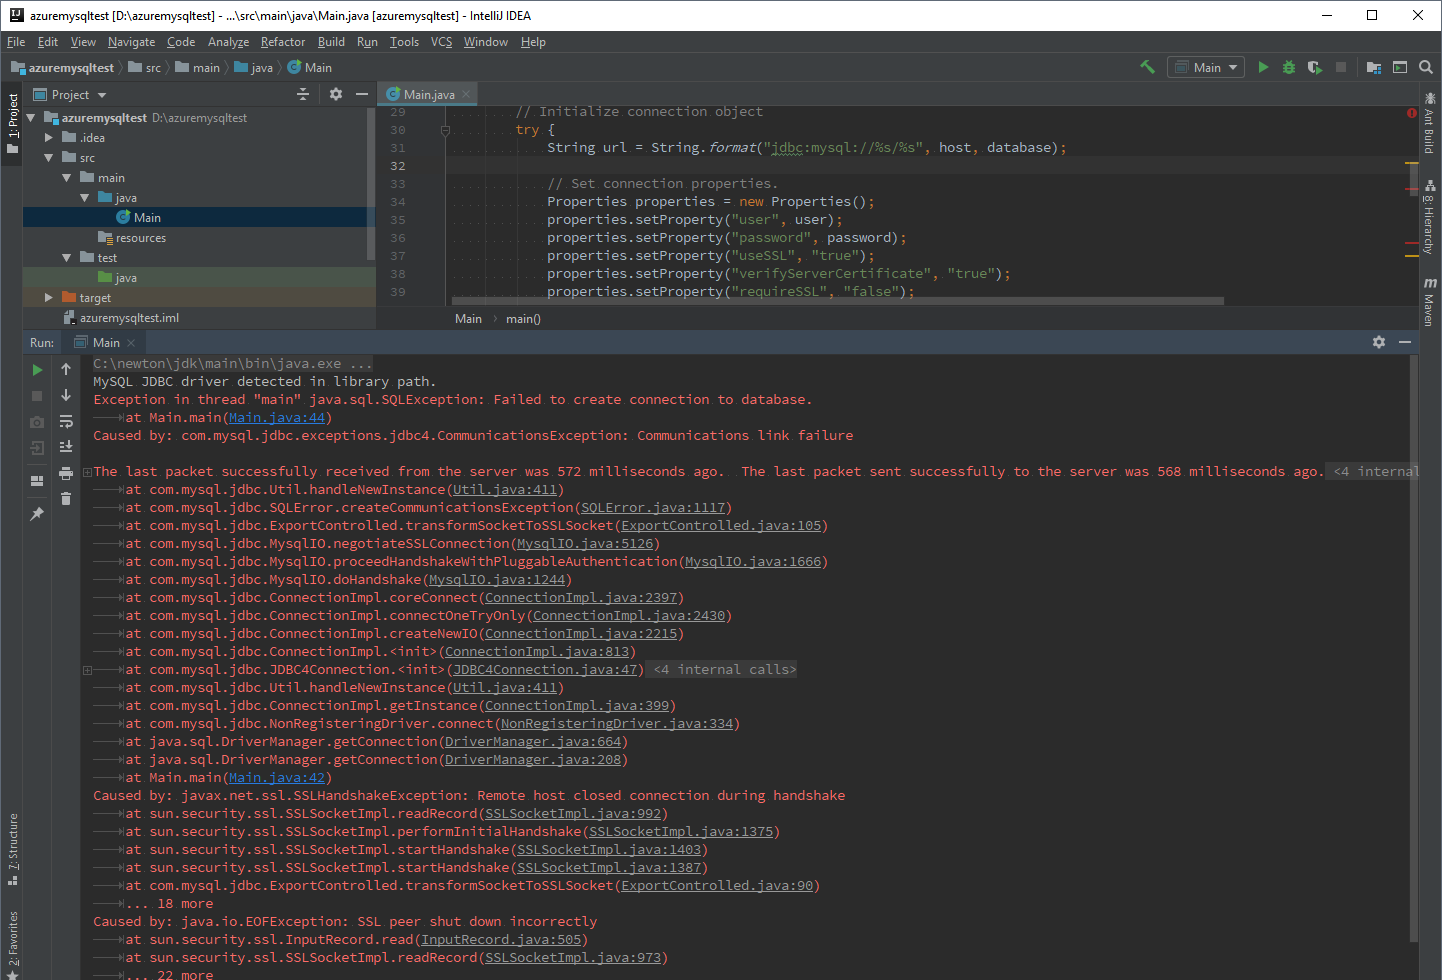 azuremysqltest [D:\azuremysqltest] - ...\src\main\java\Main.java [azuremysqltest] - IntelliJ IDEA
File Edit View Navigate Code Analyze Refactor Build Run Tools VCS Window Help
azuremysqltest src main java Main
Main
1: Project
Project
azuremysqltest D:\azuremysqltest
.idea
src
main
java
Main
resources
test
java
target
azuremysqltest.iml
Main.java
29 // Initialize connection object
30 try {
31 String url = String.format("jdbc:mysql://%s/%s", host, database);
32
33 // Set connection properties.
34 Properties properties = new Properties();
35 properties.setProperty("user", user);
36 properties.setProperty("password", password);
37 properties.setProperty("useSSL", "true");
38 properties.setProperty("verifyServerCertificate", "true");
39 properties.setProperty("requireSSL", "false");
Main main()
Ant Build
8: Hierarchy
m Maven
Run: Main
C:\newton\jdk\main\bin\java.exe ...
MySQL JDBC driver detected in library path.
Exception in thread "main" java.sql.SQLException: Failed to create connection to database.
at Main.main(Main.java:44)
Caused by: com.mysql.jdbc.exceptions.jdbc4.CommunicationsException: Communications link failure
The last packet successfully received from the server was 572 milliseconds ago.  The last packet sent successfully to the server was 568 milliseconds ago. <4 internal
at com.mysql.jdbc.Util.handleNewInstance(Util.java:411)
at com.mysql.jdbc.SQLError.createCommunicationsException(SQLError.java:1117)
at com.mysql.jdbc.ExportControlled.transformSocketToSSLSocket(ExportControlled.java:105)
at com.mysql.jdbc.MysqlIO.negotiateSSLConnection(MysqlIO.java:5126)
at com.mysql.jdbc.MysqlIO.proceedHandshakeWithPluggableAuthentication(MysqlIO.java:1666)
at com.mysql.jdbc.MysqlIO.doHandshake(MysqlIO.java:1244)
at com.mysql.jdbc.ConnectionImpl.coreConnect(ConnectionImpl.java:2397)
at com.mysql.jdbc.ConnectionImpl.connectOneTryOnly(ConnectionImpl.java:2430)
at com.mysql.jdbc.ConnectionImpl.createNewIO(ConnectionImpl.java:2215)
at com.mysql.jdbc.ConnectionImpl.<init>(ConnectionImpl.java:813)
at com.mysql.jdbc.JDBC4Connection.<init>(JDBC4Connection.java:47) <4 internal calls>
at com.mysql.jdbc.Util.handleNewInstance(Util.java:411)
at com.mysql.jdbc.ConnectionImpl.getInstance(ConnectionImpl.java:399)
at com.mysql.jdbc.NonRegisteringDriver.connect(NonRegisteringDriver.java:334)
at java.sql.DriverManager.getConnection(DriverManager.java:664)
at java.sql.DriverManager.getConnection(DriverManager.java:208)
at Main.main(Main.java:42)
Caused by: javax.net.ssl.SSLHandshakeException: Remote host closed connection during handshake
at sun.security.ssl.SSLSocketImpl.readRecord(SSLSocketImpl.java:992)
at sun.security.ssl.SSLSocketImpl.performInitialHandshake(SSLSocketImpl.java:1375)
at sun.security.ssl.SSLSocketImpl.startHandshake(SSLSocketImpl.java:1403)
at sun.security.ssl.SSLSocketImpl.startHandshake(SSLSocketImpl.java:1387)
at com.mysql.jdbc.ExportControlled.transformSocketToSSLSocket(ExportControlled.java:90)
... 18 more
Caused by: java.io.EOFException: SSL peer shut down incorrectly
at sun.security.ssl.InputRecord.read(InputRecord.java:505)
at sun.security.ssl.SSLSocketImpl.readRecord(SSLSocketImpl.java:973)
... 22 more
7: Structure
2: Favorites